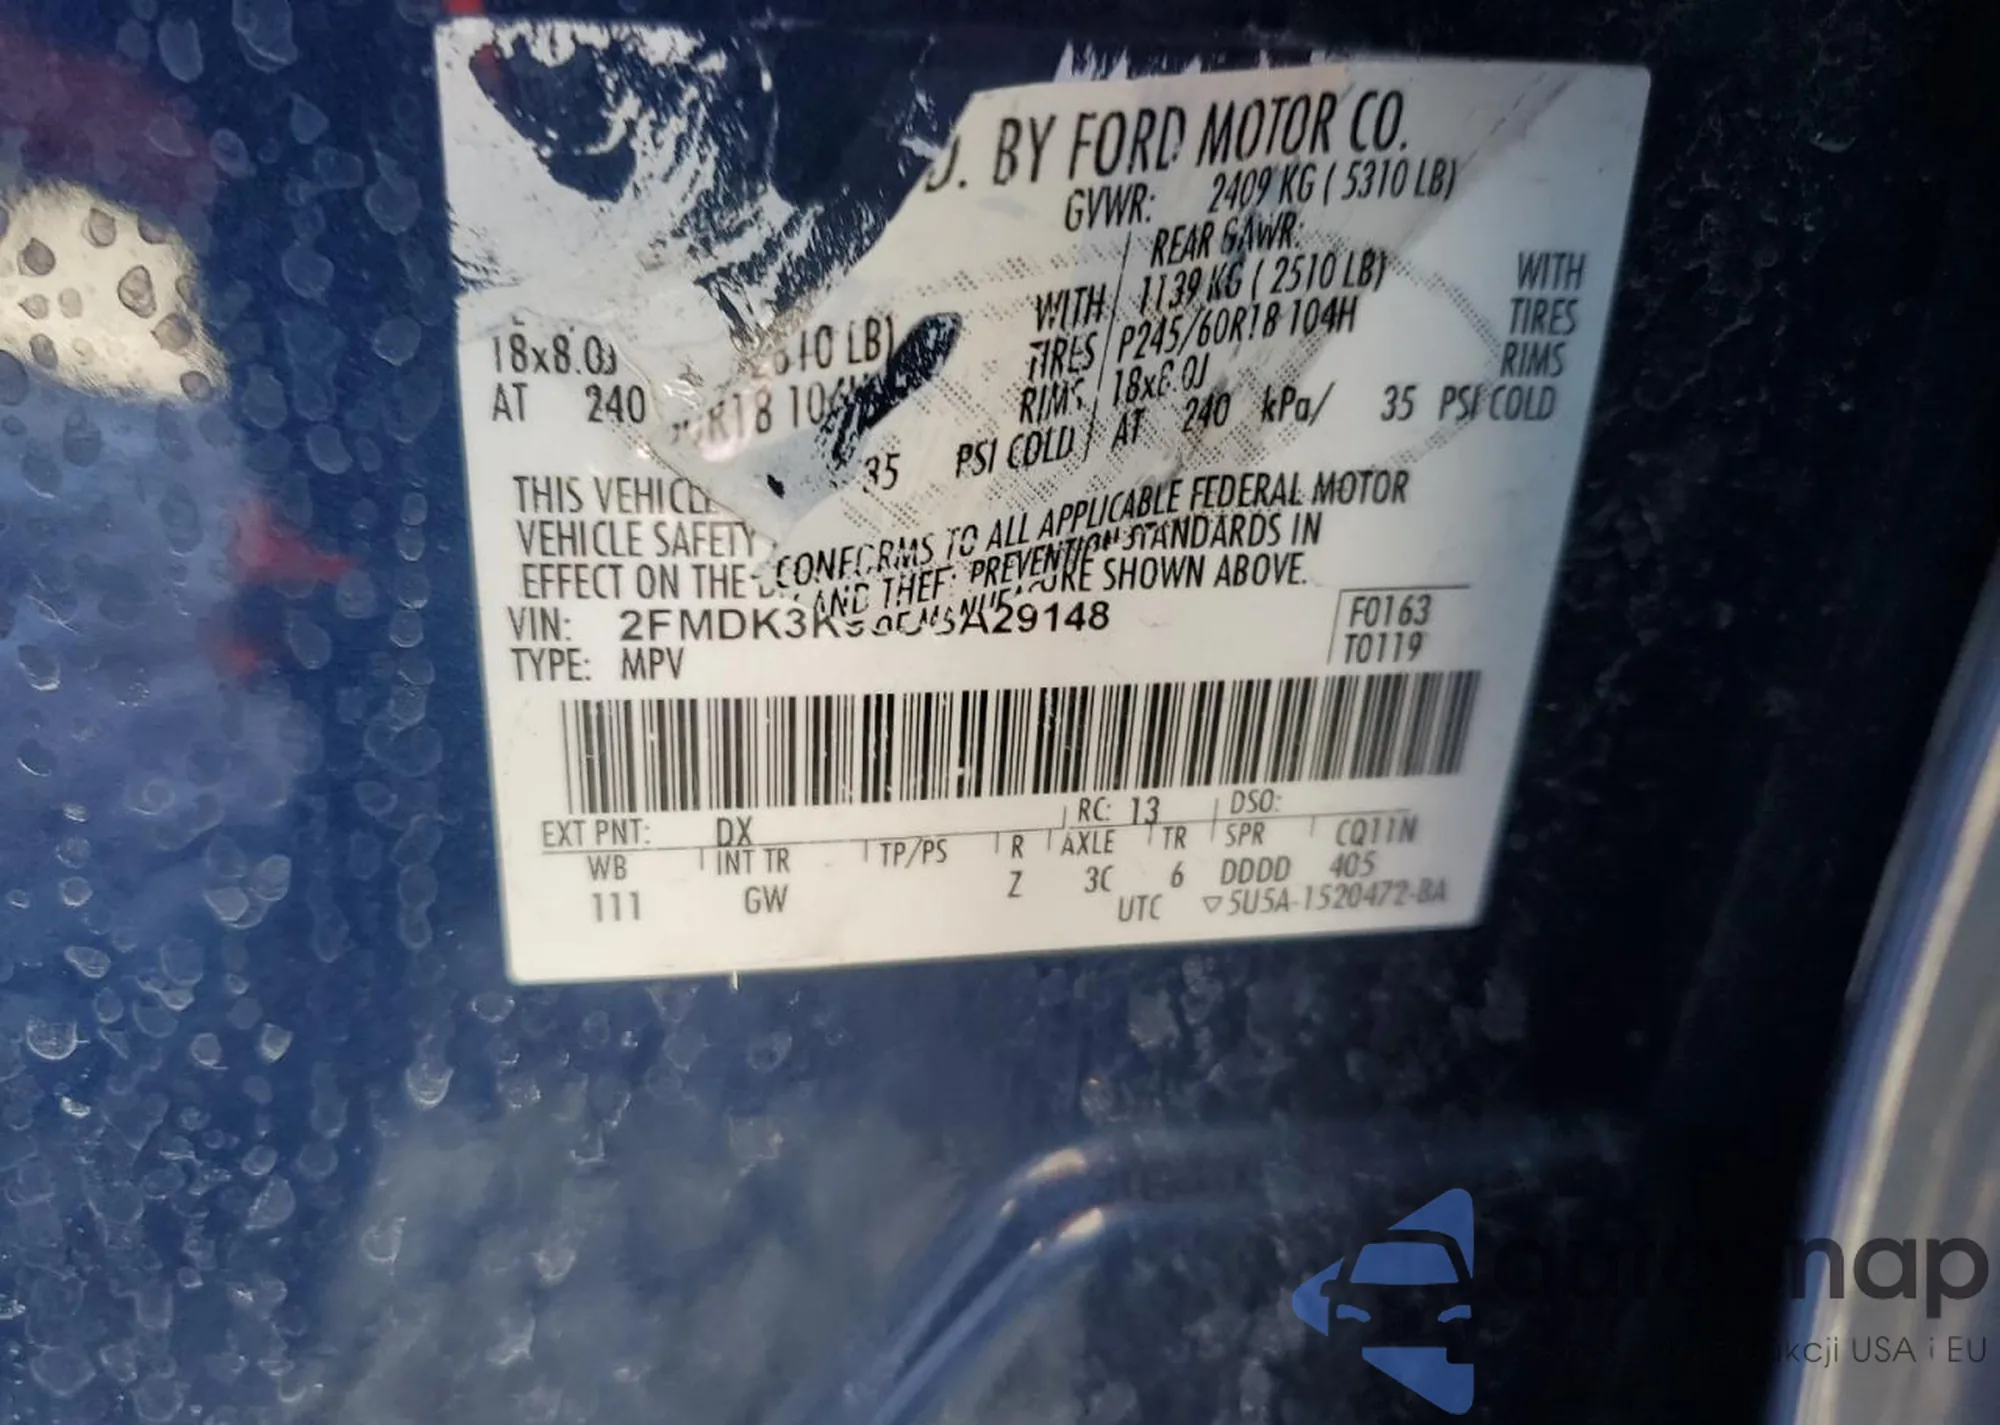 BY FORD MOTOR CO.
GVWR: 2409 KG ( 5310 LB)
REAR GAWR:
WITH 1139 KG ( 2510 LB) WITH
TIRES P245/60R18 104H TIRES
18x8.0J LB) RIMS 18x8.0J RIMS
AT 240 35 PSI COLD AT 240 kPa/ 35 PSI COLD
THIS VEHICLE CONFORMS TO ALL APPLICABLE FEDERAL MOTOR
VEHICLE SAFETY AND THEFT PREVENTION STANDARDS IN
EFFECT ON THE MANUFACTURE SHOWN ABOVE.
VIN: F0163
TYPE: MPV T0119
RC: 13 DSO:
EXT PNT: DX
WB INT TR TP/PS R AXLE TR SPR CQ11N
111 GW Z 3C 6 DDDD 405
UTC ▽5U5A-1520472-BA
USA i EU